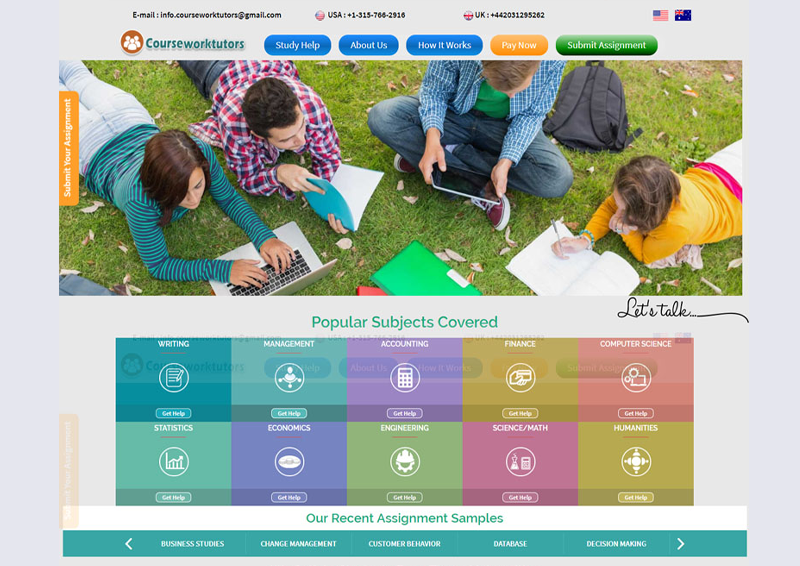 E-mail : info.courseworktutors@gmail.com USA : +1-315-766-2916 UK : +442031295262
Courseworktutors Study Help About Us How It Works Pay Now Submit Assignment
Submit Your Assignment
Let's talk...
Popular Subjects Covered
WRITING MANAGEMENT ACCOUNTING FINANCE COMPUTER SCIENCE
Get Help Get Help Get Help Get Help Get Help
STATISTICS ECONOMICS ENGINEERING SCIENCE/MATH HUMANITIES
Get Help Get Help Get Help Get Help Get Help
Submit Your Assignment
Our Recent Assignment Samples
BUSINESS STUDIES CHANGE MANAGEMENT CUSTOMER BEHAVIOR DATABASE DECISION MAKING